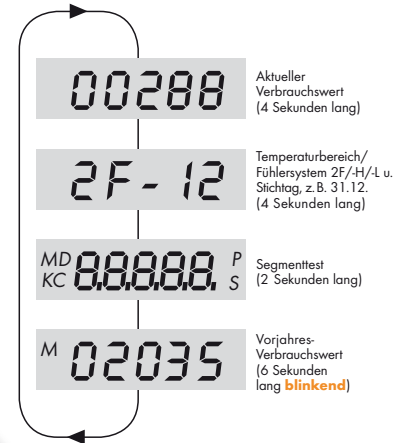 00288
Aktueller
Verbrauchswert
(4 Sekunden lang)
2F-12
Temperaturbereich/
Fühlersystem 2F/-H/-L u.
Stichtag, z.B. 31.12.
(4 Sekunden lang)
MD 8.8.8.8.8. P
KC S
Segmenttest
(2 Sekunden lang)
M 02035
Vorjahres-
Verbrauchswert
(6 Sekunden
lang blinkend)